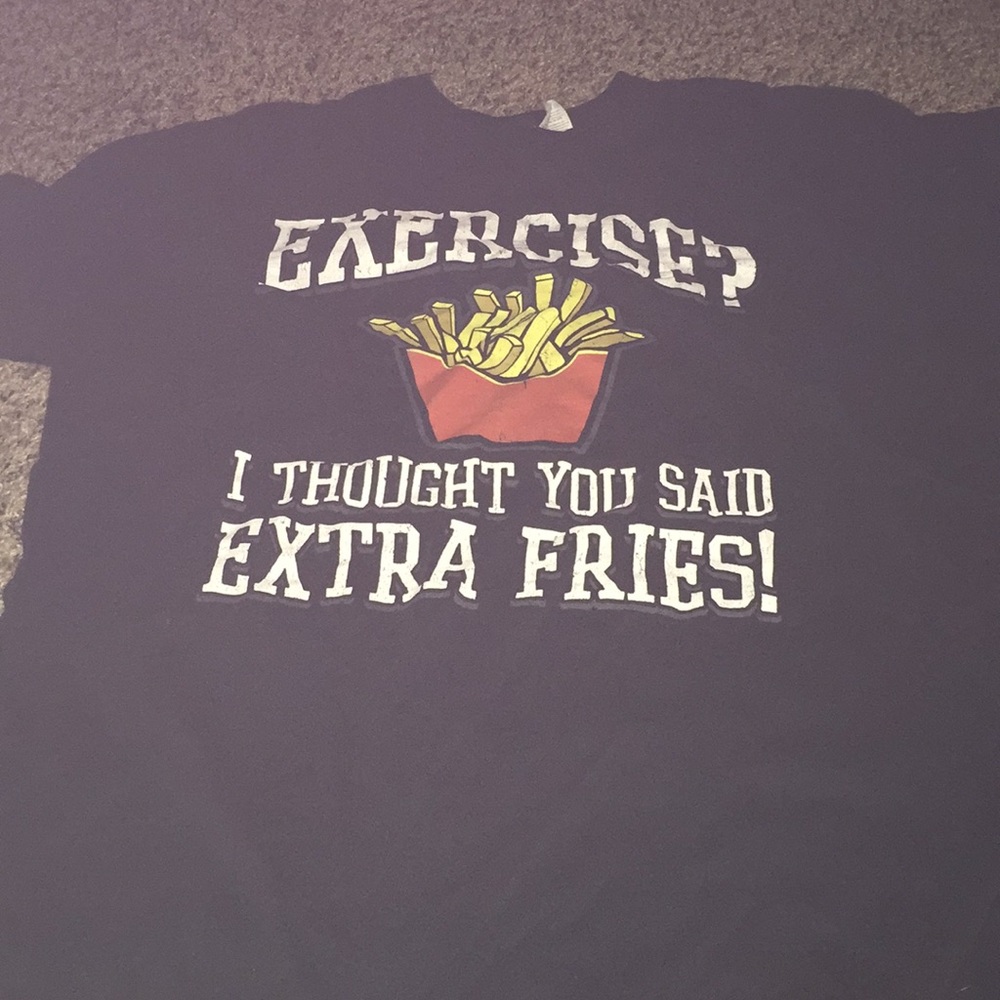 EXERCISE?
I THOUGHT YOU SAID
EXTRA FRIES!